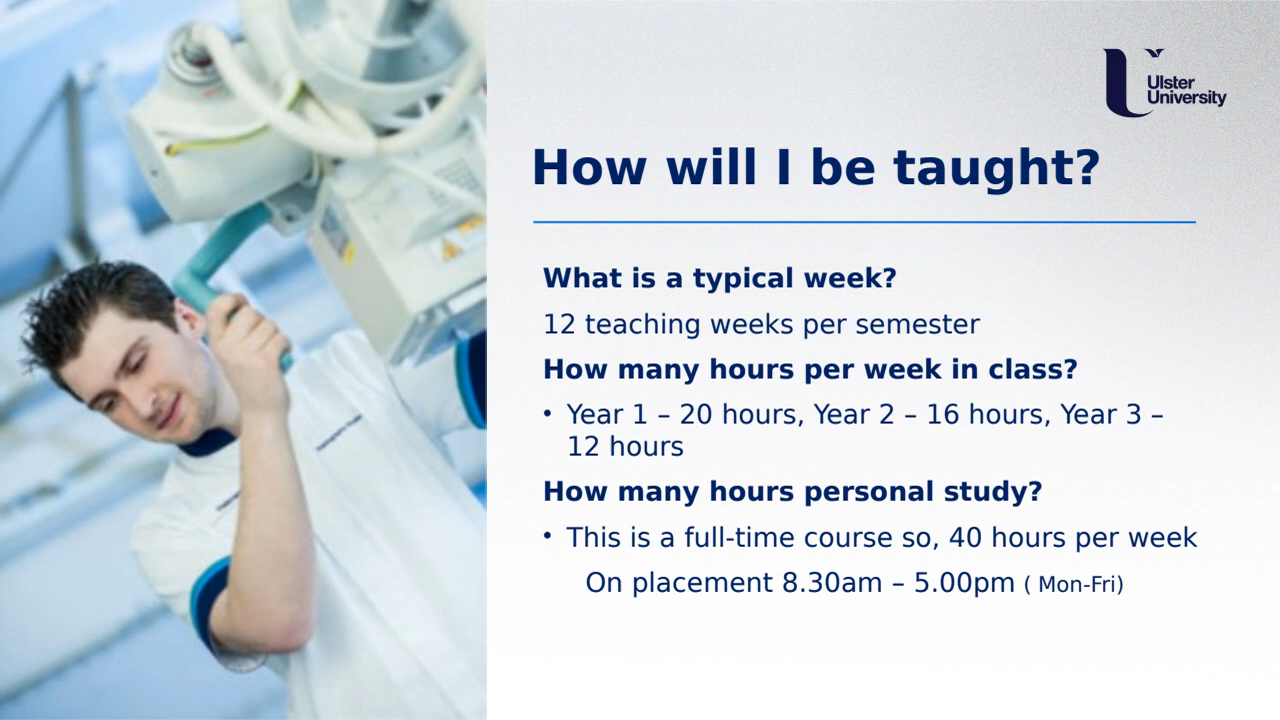 Ulster
University
How will I be taught?
What is a typical week?
12 teaching weeks per semester
How many hours per week in class?
• Year 1 – 20 hours, Year 2 – 16 hours, Year 3 –
12 hours
How many hours personal study?
• This is a full-time course so, 40 hours per week
On placement 8.30am – 5.00pm ( Mon-Fri)